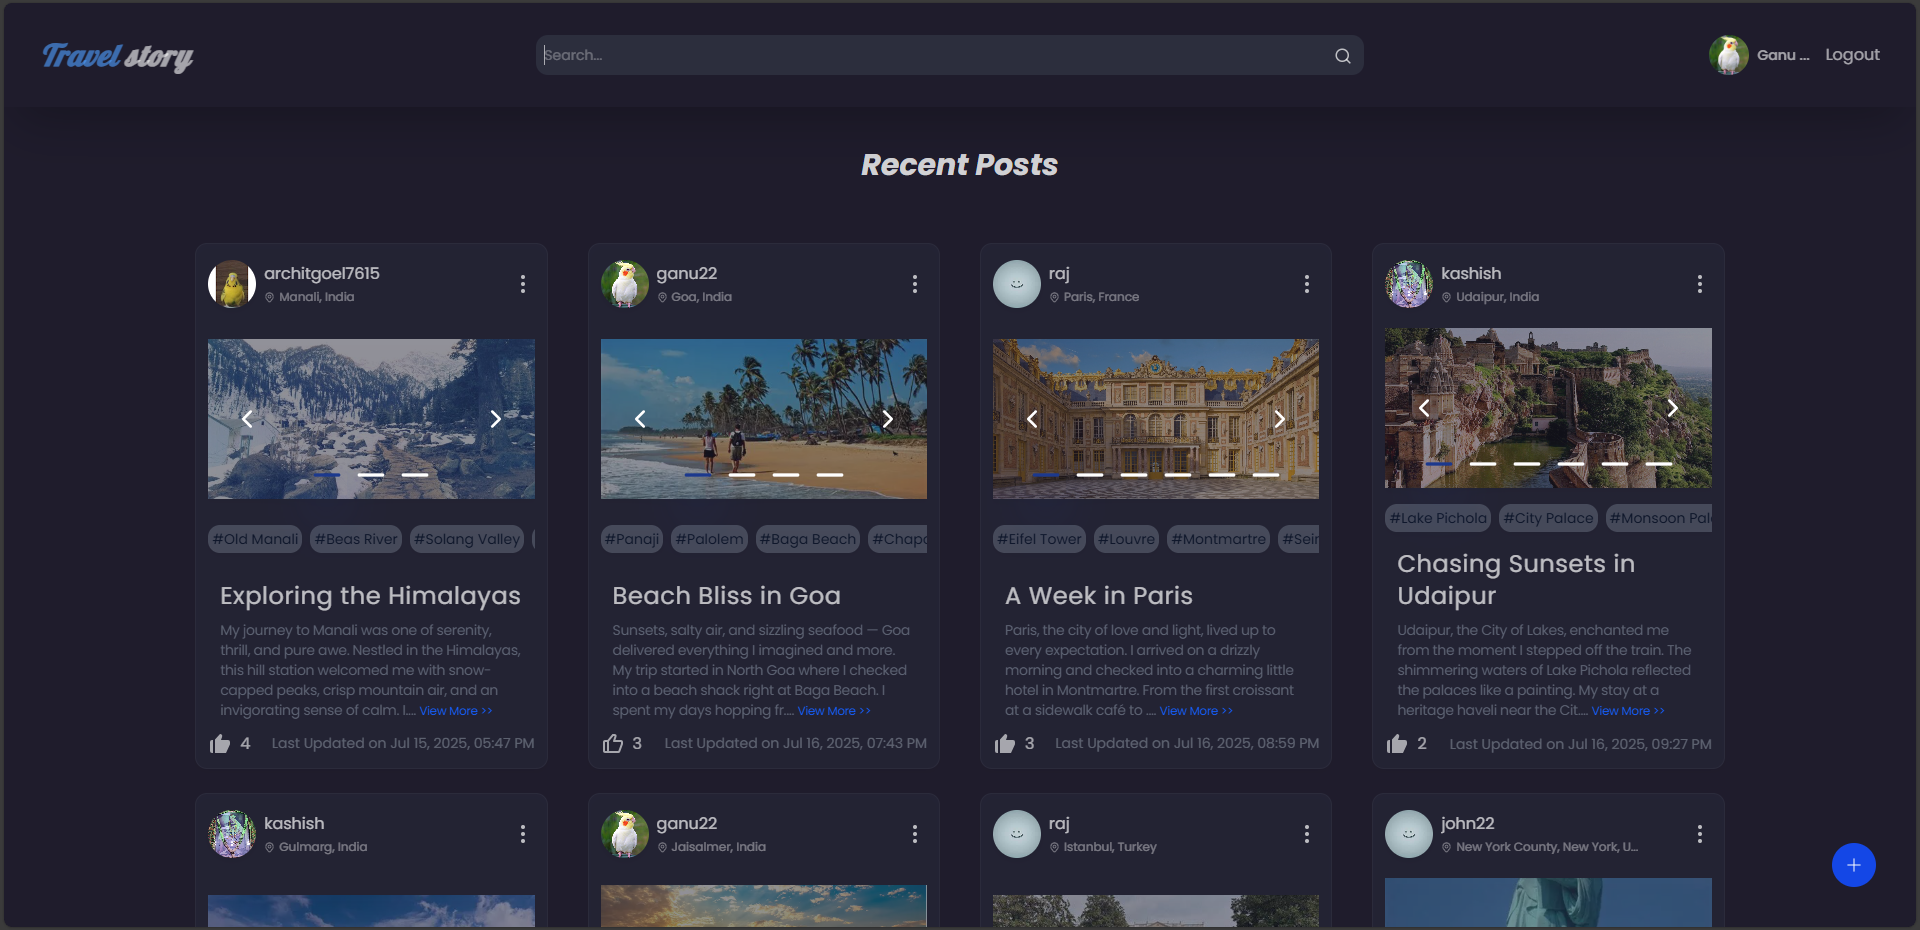 Travel story
Search...
Ganu ...
Logout
Recent Posts
architgoel7615
Manali, India
#Old Manali
#Beas River
#Solang Valley
Exploring the Himalayas
My journey to Manali was one of serenity,
thrill, and pure awe. Nestled in the Himalayas,
this hill station welcomed me with snow-
capped peaks, crisp mountain air, and an
invigorating sense of calm. I.... View More >>
4
Last Updated on Jul 15, 2025, 05:47 PM
ganu22
Goa, India
#Panaji
#Palolem
#Baga Beach
#Chapo
Beach Bliss in Goa
Sunsets, salty air, and sizzling seafood — Goa
delivered everything I imagined and more.
My trip started in North Goa where I checked
into a beach shack right at Baga Beach. I
spent my days hopping fr.... View More >>
3
Last Updated on Jul 16, 2025, 07:43 PM
raj
Paris, France
#Eifel Tower
#Louvre
#Montmartre
#Sein
A Week in Paris
Paris, the city of love and light, lived up to
every expectation. I arrived on a drizzly
morning and checked into a charming little
hotel in Montmartre. From the first croissant
at a sidewalk café to .... View More >>
3
Last Updated on Jul 16, 2025, 08:59 PM
kashish
Udaipur, India
#Lake Pichola
#City Palace
#Monsoon Pala
Chasing Sunsets in
Udaipur
Udaipur, the City of Lakes, enchanted me
from the moment I stepped off the train. The
shimmering waters of Lake Pichola reflected
the palaces like a painting. My stay at a
heritage haveli near the Cit.... View More >>
2
Last Updated on Jul 16, 2025, 09:27 PM
kashish
Gulmarg, India
ganu22
Jaisalmer, India
raj
Istanbul, Turkey
john22
New York County, New York, U...